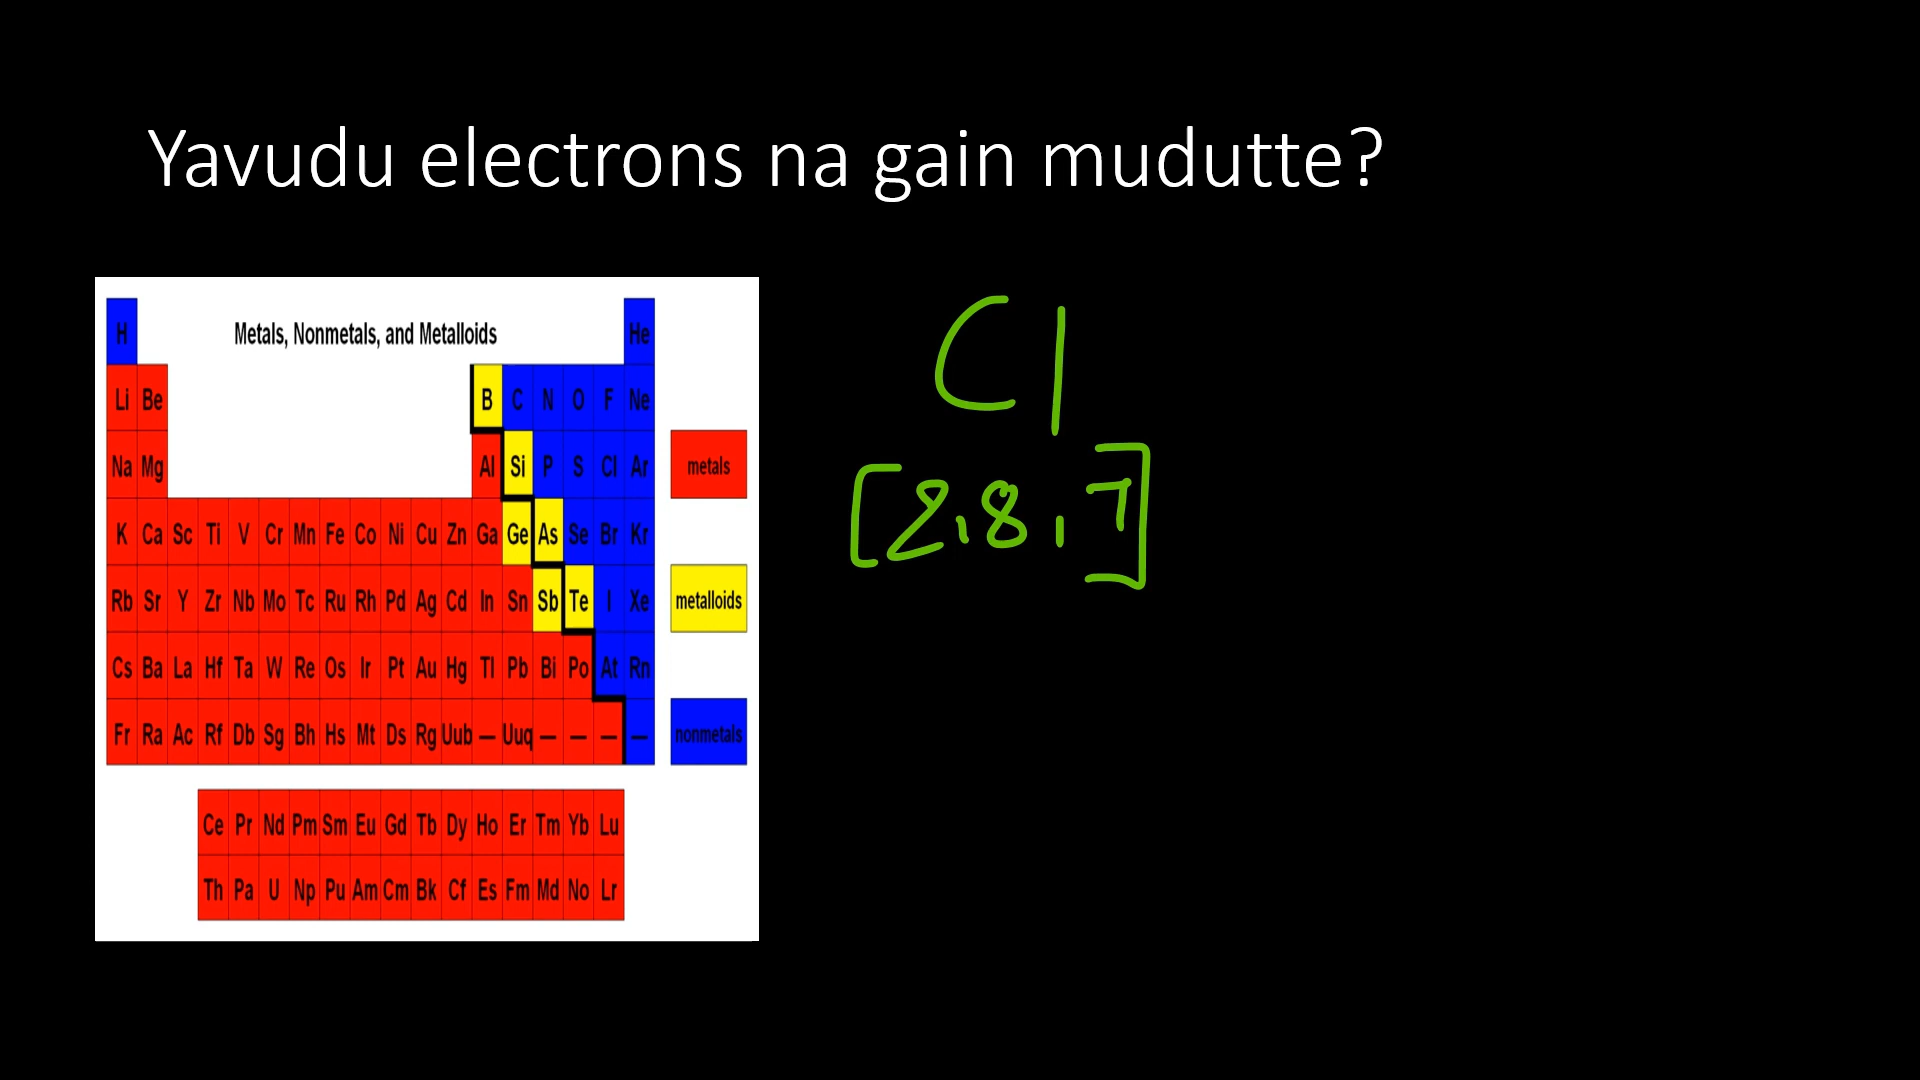 Yavudu electrons na gain mudutte?
Metals, Nonmetals, and Metalloids
H He
Li Be B C N O F Ne
Na Mg Al Si P S Cl Ar
K Ca Sc Ti V Cr Mn Fe Co Ni Cu Zn Ga Ge As Se Br Kr
Rb Sr Y Zr Nb Mo Tc Ru Rh Pd Ag Cd In Sn Sb Te I Xe
Cs Ba La Hf Ta W Re Os Ir Pt Au Hg Tl Pb Bi Po At Rn
Fr Ra Ac Rf Db Sg Bh Hs Mt Ds Rg Uub — Uuq — — — —
Ce Pr Nd Pm Sm Eu Gd Tb Dy Ho Er Tm Yb Lu
Th Pa U Np Pu Am Cm Bk Cf Es Fm Md No Lr
metals
metalloids
nonmetals
Cl
[2,8,7]